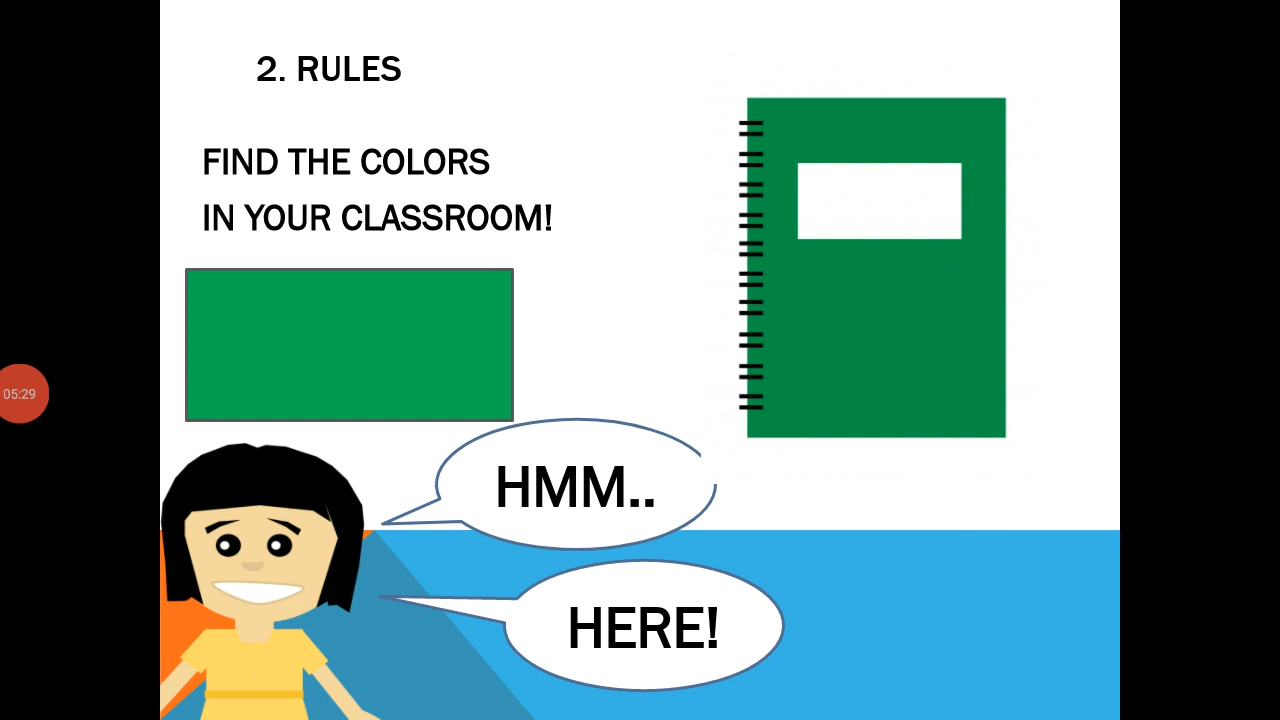 2. RULES
FIND THE COLORS
IN YOUR CLASSROOM!
05:29
HMM..
HERE!